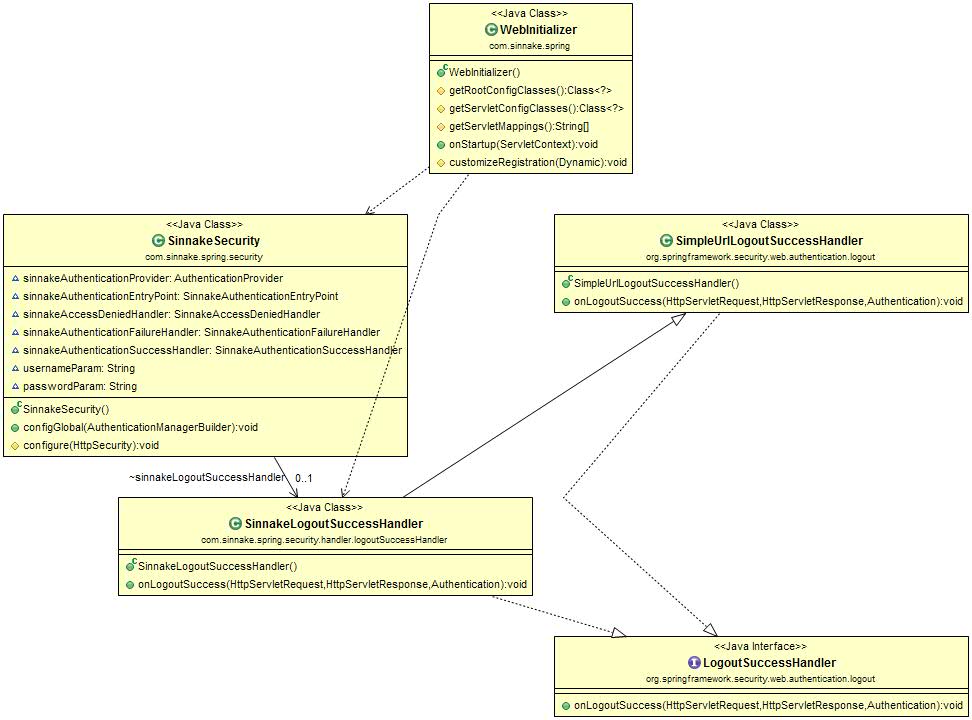 <<Java Class>>
WebInitializer
com.sinnake.spring
WebInitializer()
getRootConfigClasses():Class<?>
getServletConfigClasses():Class<?>
getServletMappings():String[]
onStartup(ServletContext):void
customizeRegistration(Dynamic):void
<<Java Class>>
SinnakeSecurity
com.sinnake.spring.security
sinnakeAuthenticationProvider: AuthenticationProvider
sinnakeAuthenticationEntryPoint: SinnakeAuthenticationEntryPoint
sinnakeAccessDeniedHandler: SinnakeAccessDeniedHandler
sinnakeAuthenticationFailureHandler: SinnakeAuthenticationFailureHandler
sinnakeAuthenticationSuccessHandler: SinnakeAuthenticationSuccessHandler
usernameParam: String
passwordParam: String
SinnakeSecurity()
configGlobal(AuthenticationManagerBuilder):void
configure(HttpSecurity):void
<<Java Class>>
SimpleUrlLogoutSuccessHandler
org.springframework.security.web.authentication.logout
SimpleUrlLogoutSuccessHandler()
onLogoutSuccess(HttpServletRequest,HttpServletResponse,Authentication):void
~sinnakeLogoutSuccessHandler 0..1
<<Java Class>>
SinnakeLogoutSuccessHandler
com.sinnake.spring.security.handler.logoutSuccessHandler
SinnakeLogoutSuccessHandler()
onLogoutSuccess(HttpServletRequest,HttpServletResponse,Authentication):void
<<Java Interface>>
LogoutSuccessHandler
org.springframework.security.web.authentication.logout
onLogoutSuccess(HttpServletRequest,HttpServletResponse,Authentication):void